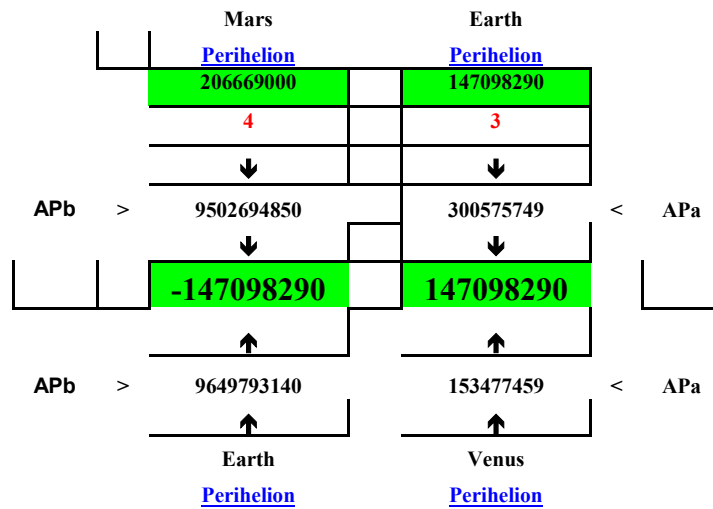 Mars Earth
Perihelion Perihelion
206669000 147098290
4 3
APb > 9502694850 300575749 < APa
-147098290 147098290
APb > 9649793140 153477459 < APa
Earth Venus
Perihelion Perihelion